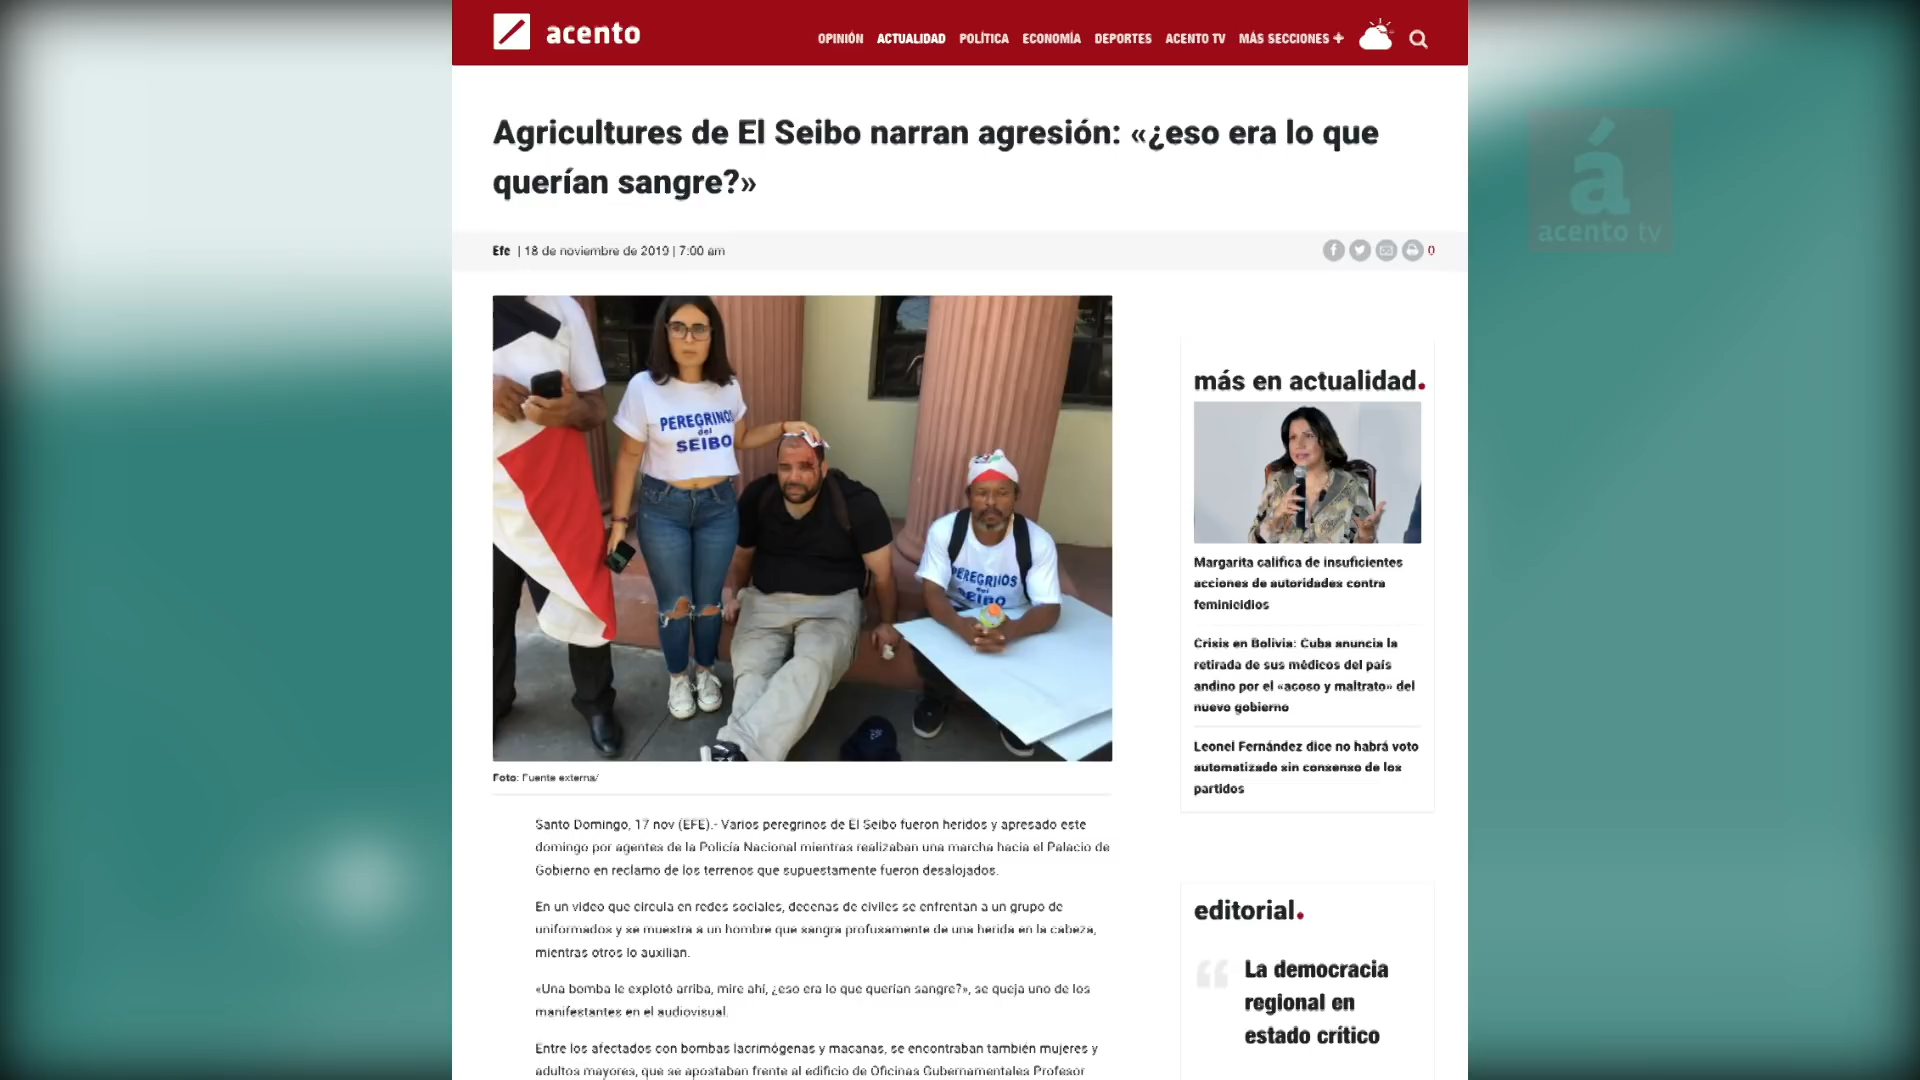 acento
OPINIÓN ACTUALIDAD POLÍTICA ECONOMÍA DEPORTES ACENTO TV MÁS SECCIONES +
Agricultures de El Seibo narran agresión: «¿eso era lo que
querían sangre?»
Efe | 18 de noviembre de 2019 | 7:00 am
0
á
acento tv
PEREGRINOS
del
SEIBO
PEREGRINOS
del
SEIBO
Foto: Fuente externa/
Santo Domingo, 17 nov (EFE).- Varios peregrinos de El Seibo fueron heridos y apresado este
domingo por agentes de la Policía Nacional mientras realizaban una marcha hacia el Palacio de
Gobierno en reclamo de los terrenos que supuestamente fueron desalojados.
En un video que circula en redes sociales, decenas de civiles se enfrentan a un grupo de
uniformados y se muestra a un hombre que sangra profusamente de una herida en la cabeza,
mientras otros lo auxilian.
«Una bomba le explotó arriba, mire ahí, ¿eso era lo que querían sangre?», se queja uno de los
manifestantes en el audiovisual.
Entre los afectados con bombas lacrimógenas y macanas, se encontraban también mujeres y
adultos mayores, que se apostaban frente al edificio de Oficinas Gubernamentales Profesor
más en actualidad.
Margarita califica de insuficientes
acciones de autoridades contra
feminicidios
Crisis en Bolivia: Cuba anuncia la
retirada de sus médicos del país
andino por el «acoso y maltrato» del
nuevo gobierno
Leonel Fernández dice no habrá voto
automatizado sin consenso de los
partidos
editorial.
“ La democracia
regional en
estado crítico